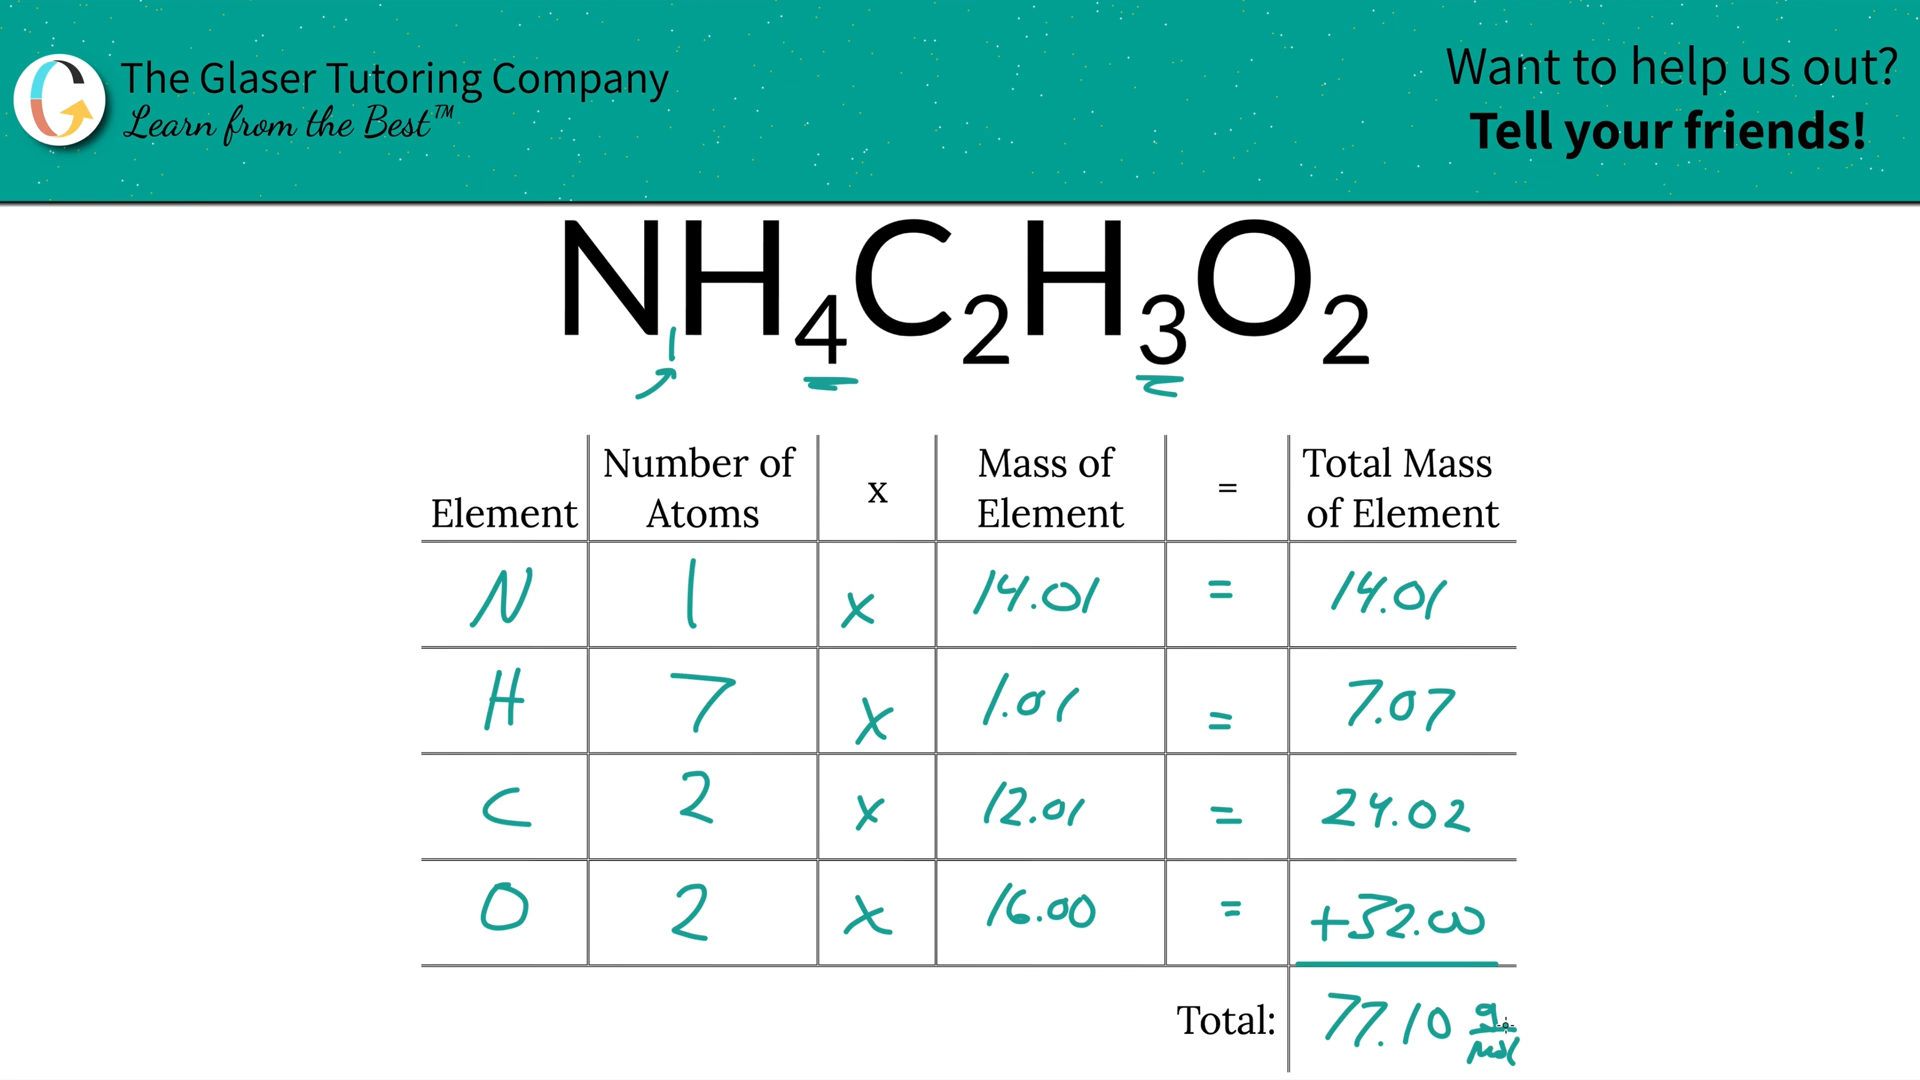 The Glaser Tutoring Company
Learn from the Best™
Want to help us out?
Tell your friends!
NH₄C₂H₃O₂
1
Element Number of Atoms x Mass of Element = Total Mass of Element
N 1 x 14.01 = 14.01
H 7 x 1.01 = 7.07
C 2 x 12.01 = 24.02
O 2 x 16.00 = +32.00
Total: 77.10 g/mol